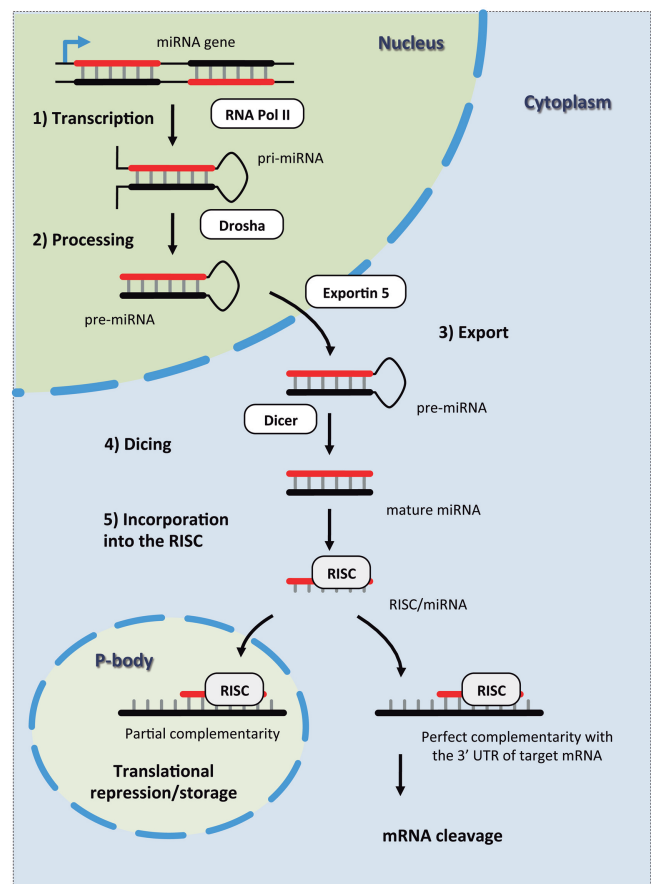 miRNA gene
Nucleus
Cytoplasm
1) Transcription
RNA Pol II
pri-miRNA
Drosha
2) Processing
Exportin 5
pre-miRNA
3) Export
pre-miRNA
Dicer
4) Dicing
mature miRNA
5) Incorporation
into the RISC
RISC
RISC/miRNA
P-body
RISC
Partial complementarity
Translational
repression/storage
RISC
Perfect complementarity with
the 3’ UTR of target mRNA
mRNA cleavage